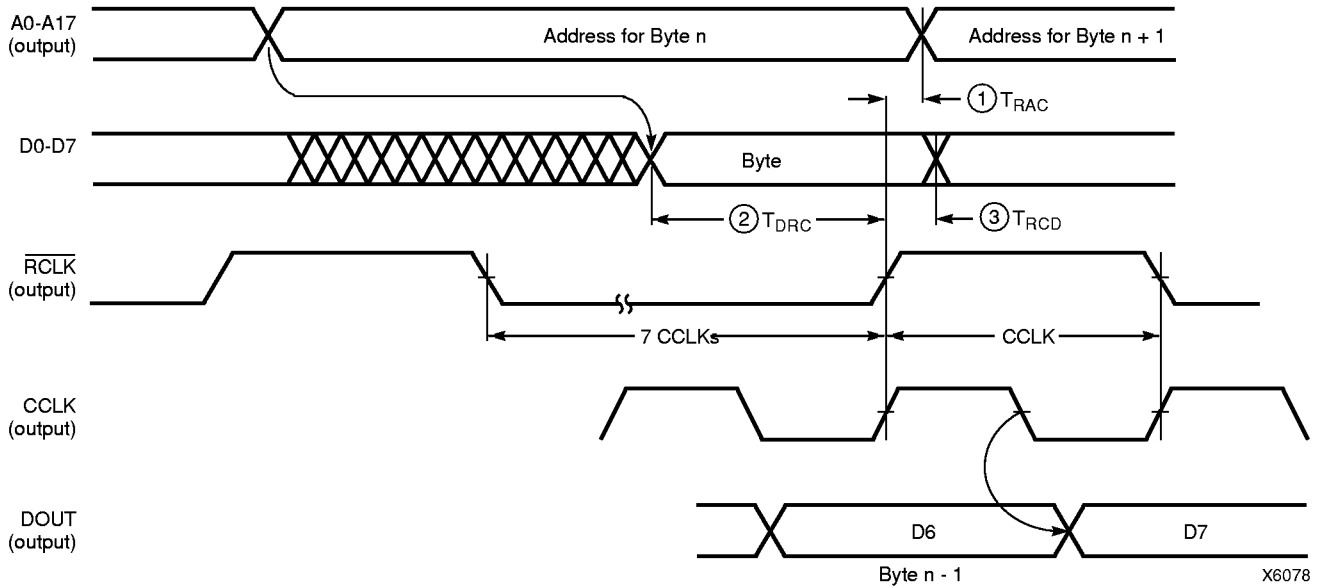 A0-A17
(output)
Address for Byte n
Address for Byte n + 1
1 TRAC
D0-D7
Byte
2 TDRC
3 TRCD
RCLK
(output)
7 CCLKs
CCLK
CCLK
(output)
DOUT
(output)
D6
D7
Byte n - 1
X6078